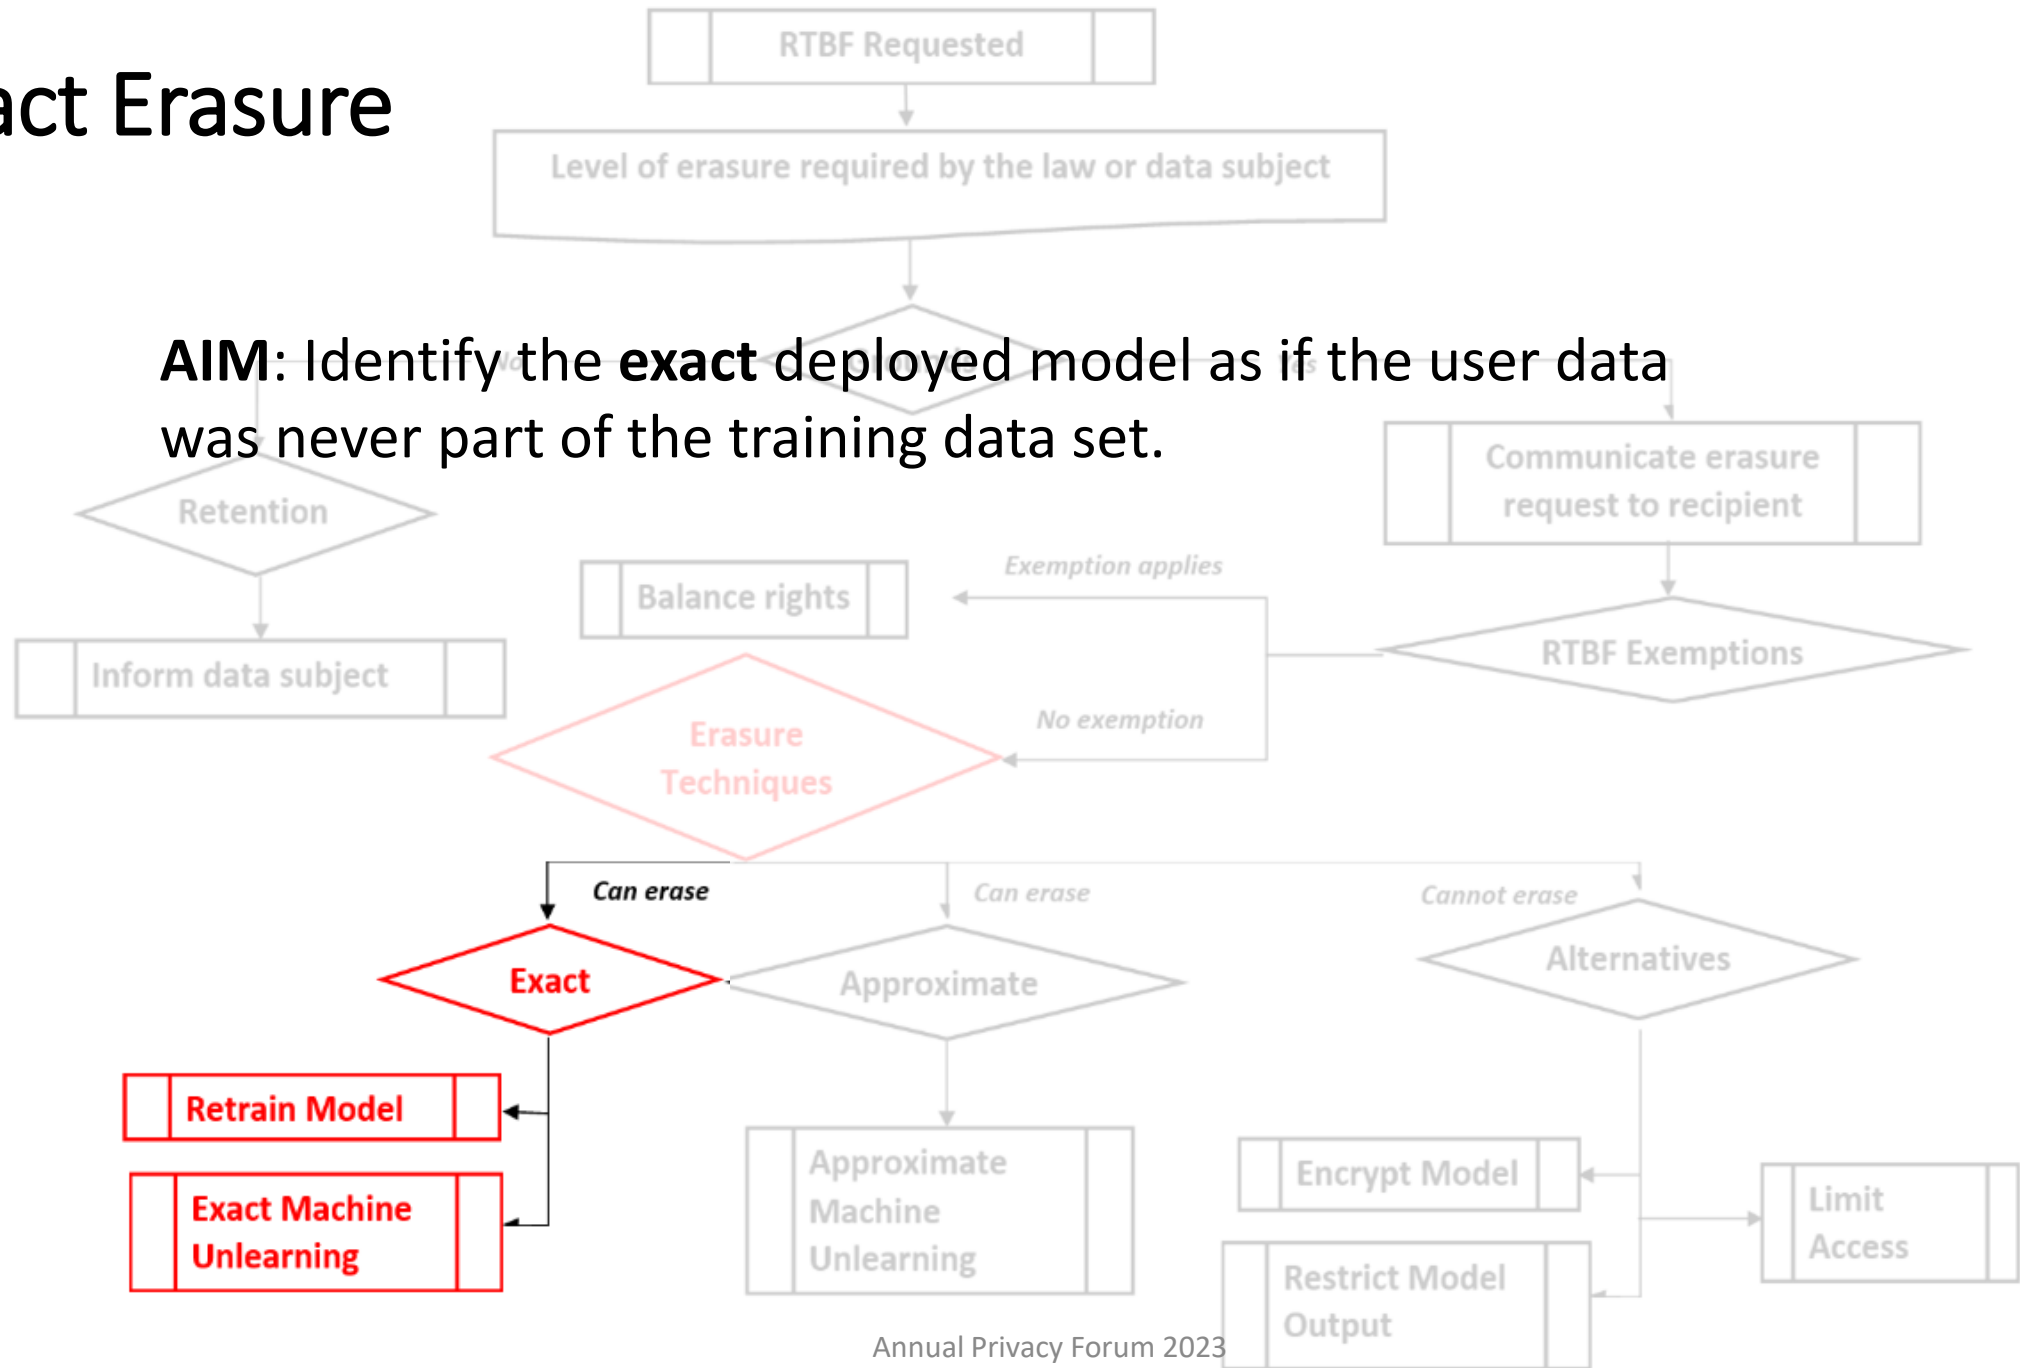 RTBF Requested
act Erasure
Level of erasure required by the law or data subject
AIM: Identify the exact deployed model as if the user data
was never part of the training data set.
No
Grounds
Yes
Communicate erasure
request to recipient
Retention
Exemption applies
Balance rights
RTBF Exemptions
Inform data subject
No exemption
Erasure
Techniques
Can erase
Can erase
Cannot erase
Exact
Approximate
Alternatives
Retrain Model
Exact Machine
Unlearning
Approximate
Machine
Unlearning
Encrypt Model
Limit
Access
Restrict Model
Output
Annual Privacy Forum 2023